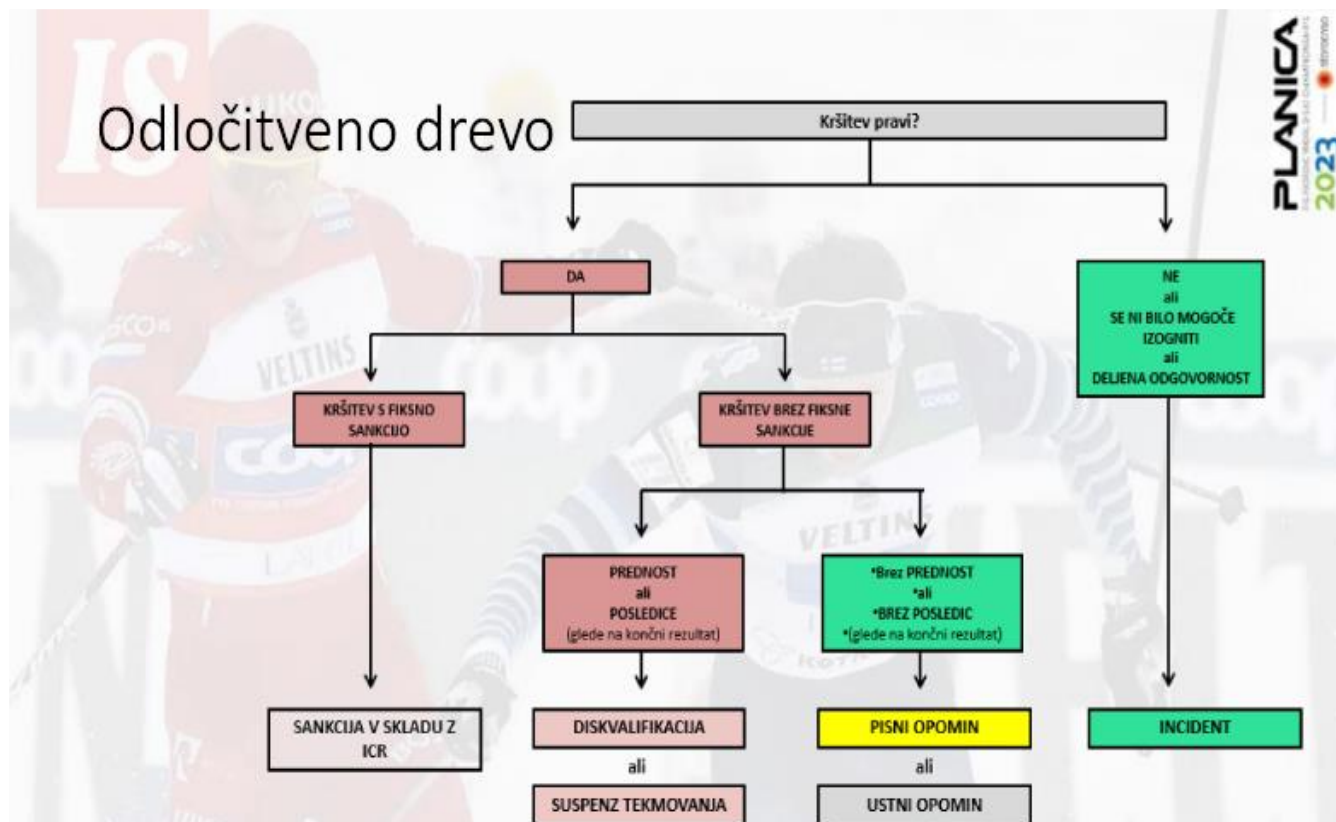 IS
Odločitveno drevo
Kršitev pravi?
PLANICA
2023
DA
NE
ali
SE NI BILO MOGOČE
IZOGNITI
ali
DELJENA ODGOVORNOST
KRŠITEV S FIKSNO
SANKCIJO
KRŠITEV BREZ FIKSNE
SANKCIJE
PREDNOST
ali
POSLEDICE
(glede na končni rezultat)
*Brez PREDNOST
*ali
*BREZ POSLEDIC
*(glede na končni rezultat)
SANKCIJA V SKLADU Z
ICR
DISKVALIFIKACIJA
ali
SUSPENZ TEKMOVANJA
PISNI OPOMIN
ali
USTNI OPOMIN
INCIDENT
VELTINS
coop
VELTINS